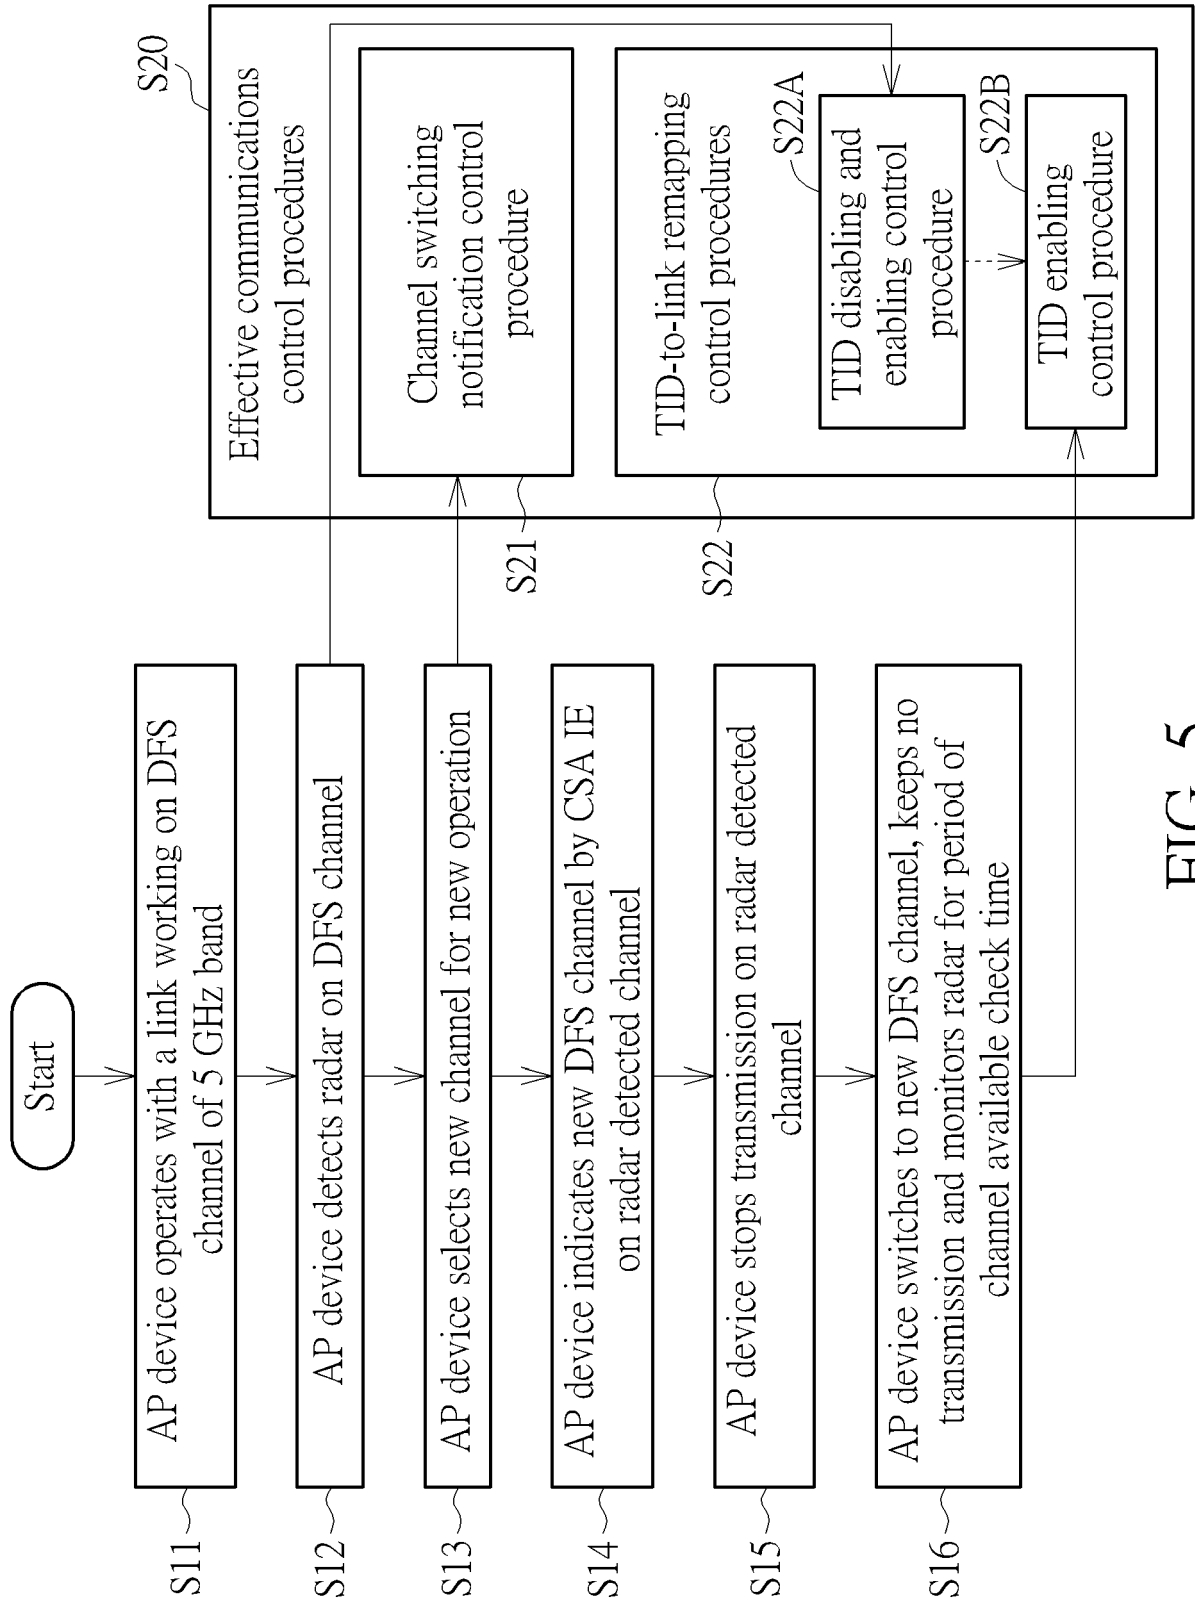 Start
S11
AP device operates with a link working on DFS
channel of 5 GHz band
S12
AP device detects radar on DFS channel
S13
AP device selects new channel for new operation
S14
AP device indicates new DFS channel by CSA IE
on radar detected channel
S15
AP device stops transmission on radar detected
channel
S16
AP device switches to new DFS channel, keeps no
transmission and monitors radar for period of
channel available check time
S20
Effective communications
control procedures
S21
Channel switching
notification control
procedure
S22
TID-to-link remapping
control procedures
S22A
TID disabling and
enabling control
procedure
S22B
TID enabling
control procedure
FIG. 5